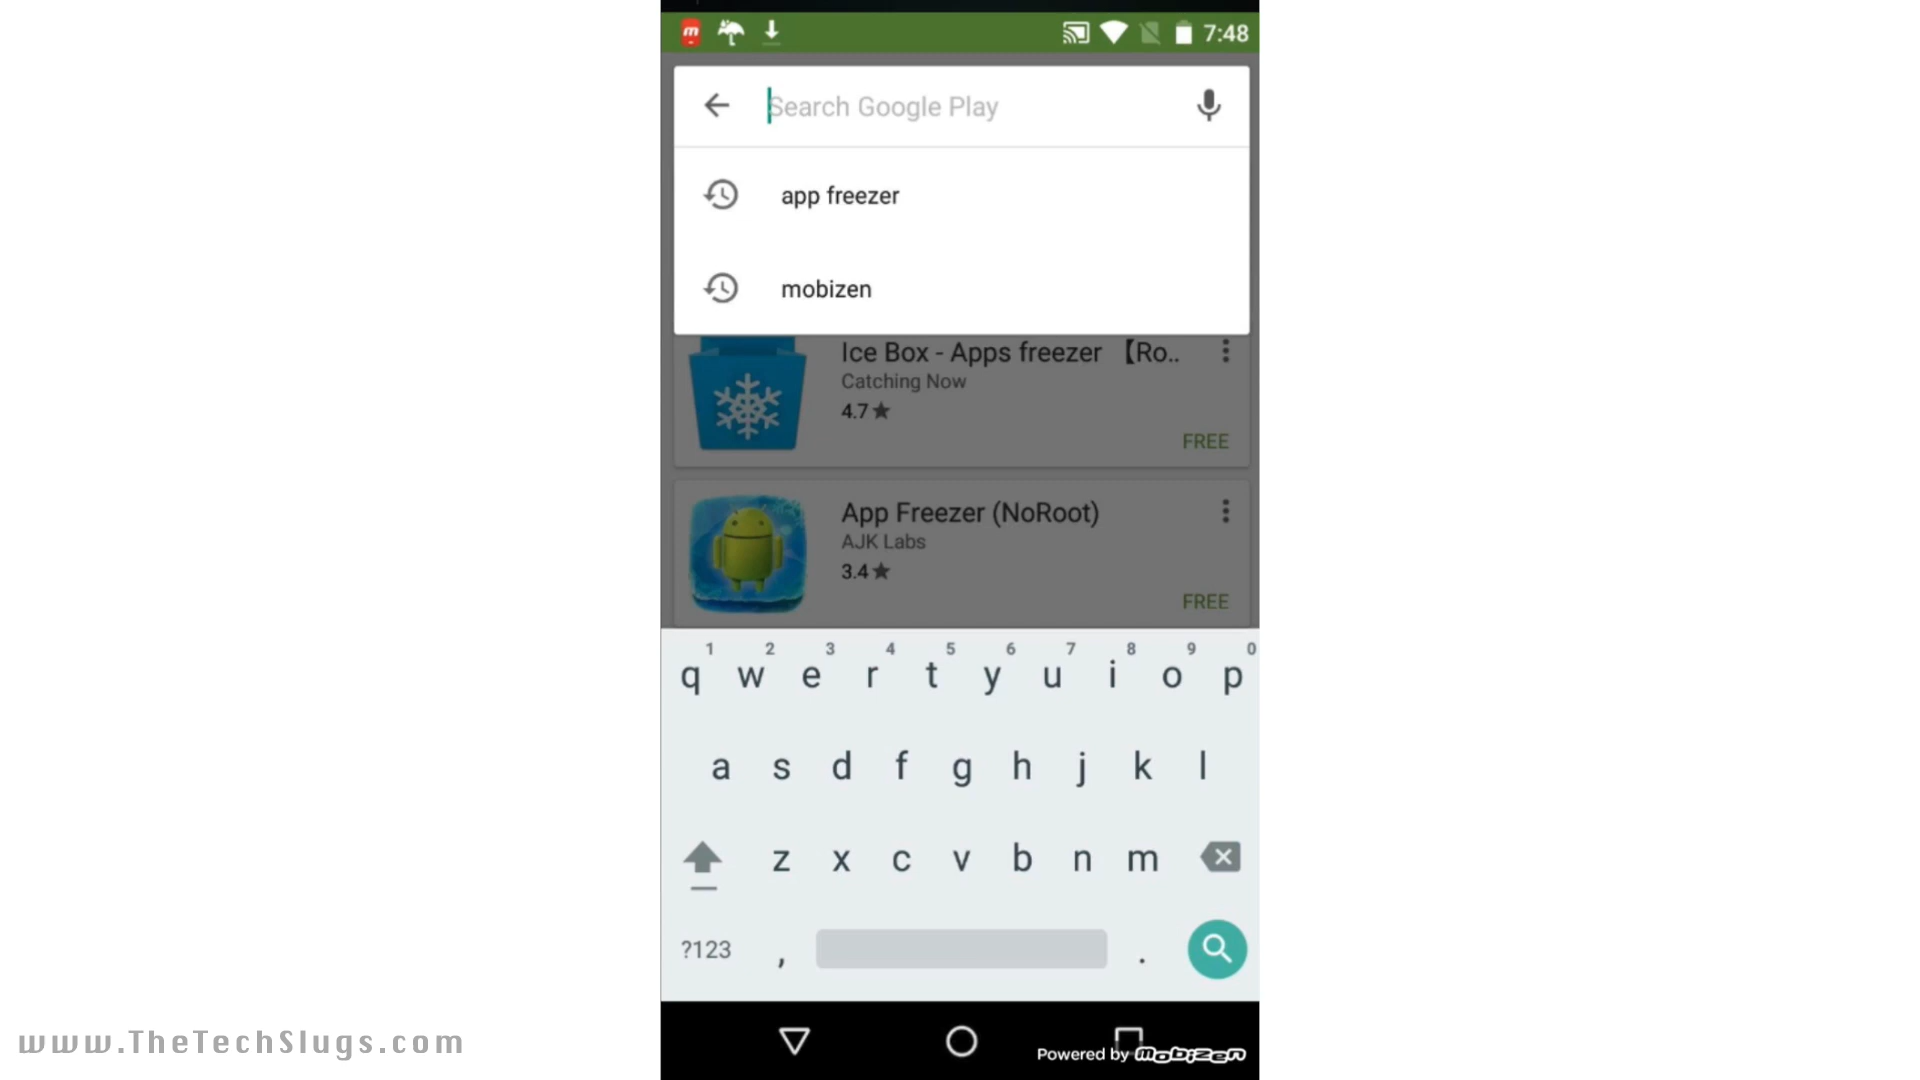 7:48
Search Google Play
app freezer
mobizen
Ice Box - Apps freezer 【Ro..
Catching Now
4.7★
FREE
App Freezer (NoRoot)
AJK Labs
3.4★
FREE
1 2 3 4 5 6 7 8 9 0
q w e r t y u i o p
a s d f g h j k l
z x c v b n m
?123 , .
www.TheTechSlugs.com
Powered by mobizen